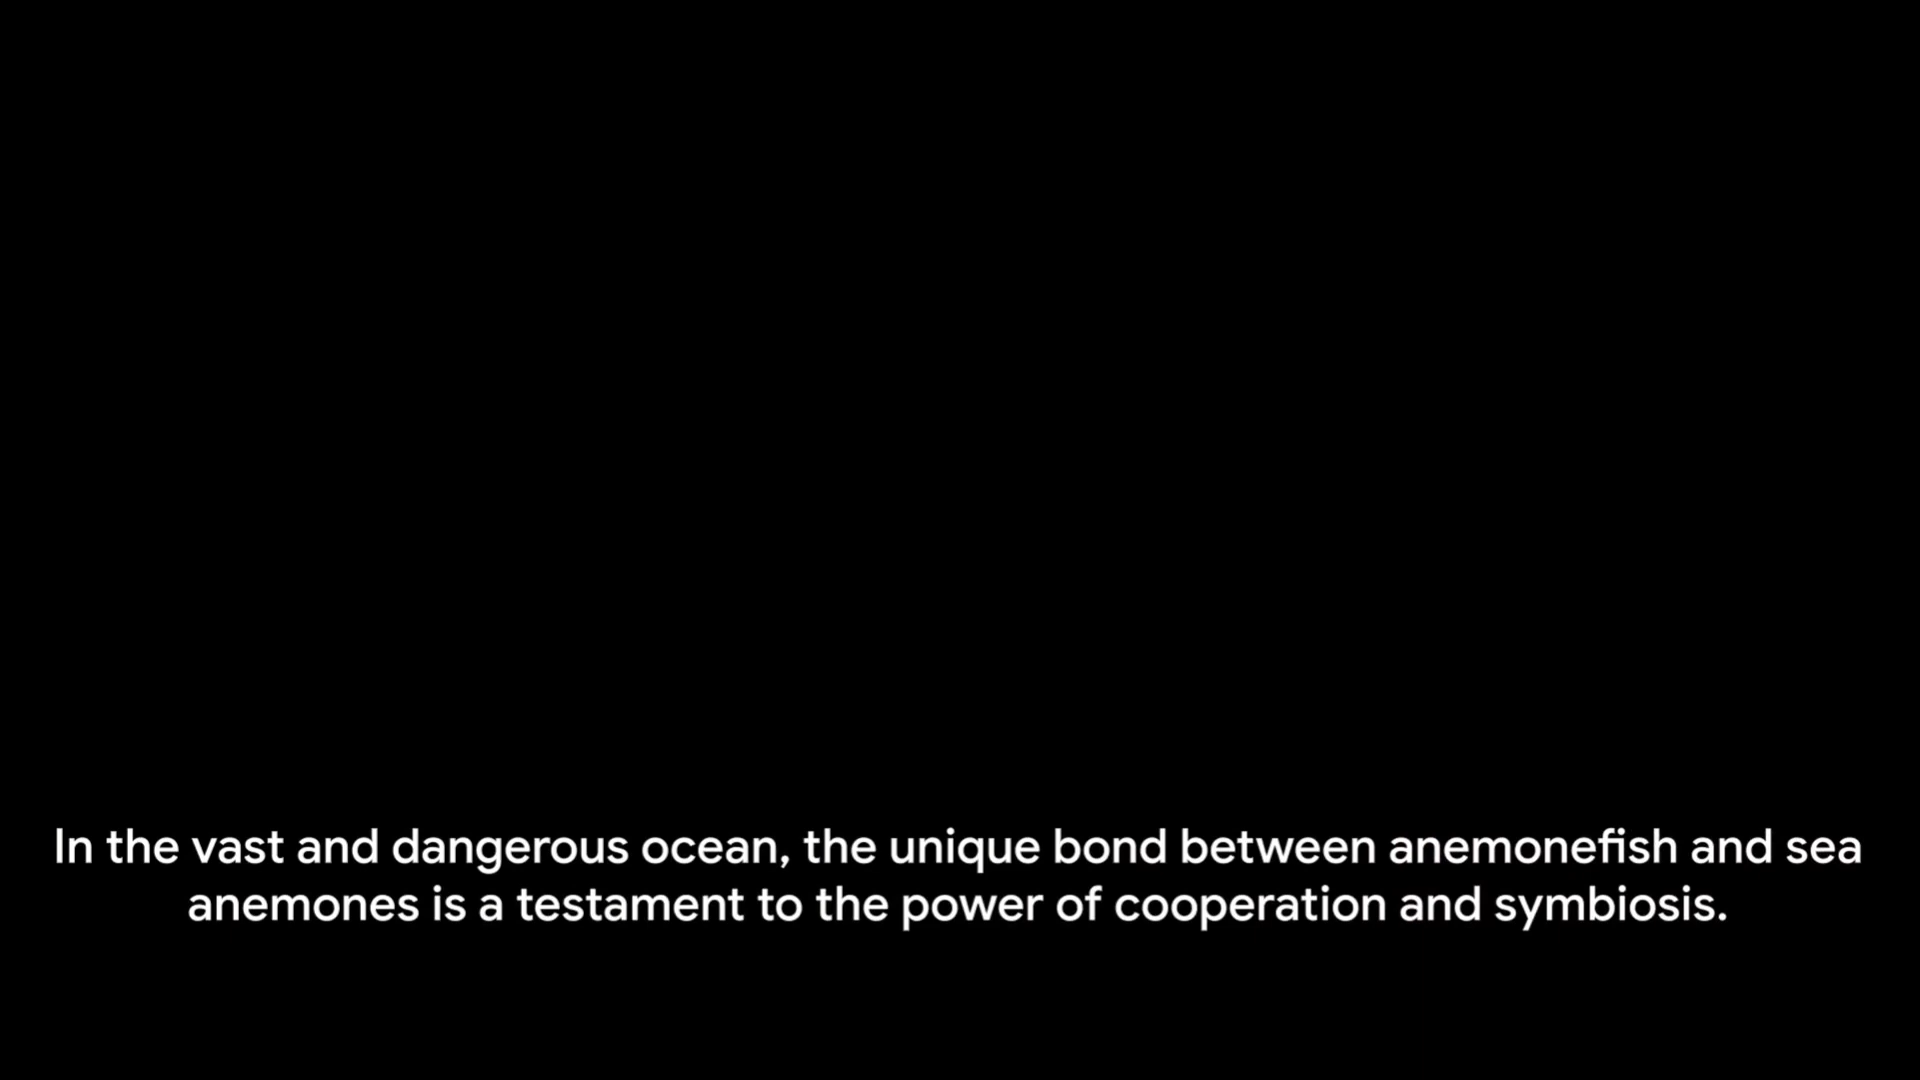 In the vast and dangerous ocean, the unique bond between anemonefish and sea
anemones is a testament to the power of cooperation and symbiosis.